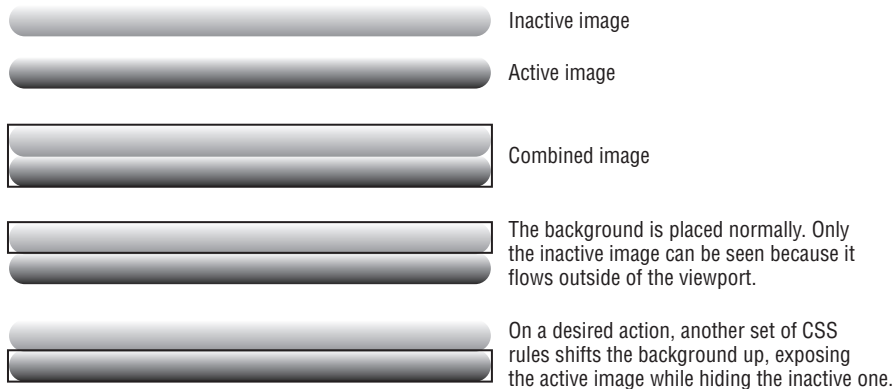 Inactive image
Active image
Combined image
The background is placed normally. Only
the inactive image can be seen because it
flows outside of the viewport.
On a desired action, another set of CSS
rules shifts the background up, exposing
the active image while hiding the inactive one.